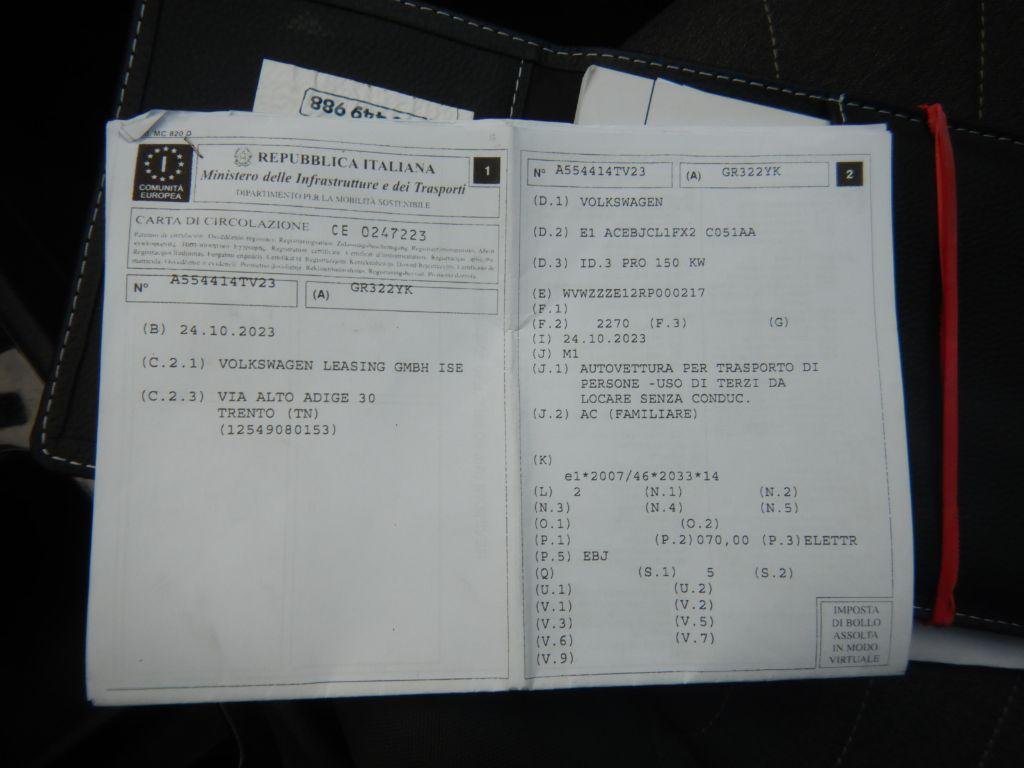 986 449
MC 820 D
I
COMUNITÀ
EUROPEA
REPUBBLICA ITALIANA
1
Ministero delle Infrastrutture e dei Trasporti
DIPARTIMENTO PER LA MOBILITÀ SOSTENIBILE
CARTA DI CIRCOLAZIONE CE 0247223
N° A554414TV23 (A) GR322YK
(B) 24.10.2023
(C.2.1) VOLKSWAGEN LEASING GMBH ISE
(C.2.3) VIA ALTO ADIGE 30
TRENTO (TN)
(12549080153)
N° A554414TV23 (A) GR322YK 2
(D.1) VOLKSWAGEN
(D.2) E1 ACEBJCL1FX2 C051AA
(D.3) ID.3 PRO 150 KW
(E) WVWZZZE12RP000217
(F.1)
(F.2) 2270 (F.3) (G)
(I) 24.10.2023
(J) M1
(J.1) AUTOVETTURA PER TRASPORTO DI
PERSONE -USO DI TERZI DA
LOCARE SENZA CONDUC.
(J.2) AC (FAMILIARE)
(K)
e1*2007/46*2033*14
(L) 2 (N.1) (N.2)
(N.3) (N.4) (N.5)
(O.1) (O.2)
(P.1) (P.2)070,00 (P.3)ELETTR
(P.5) EBJ
(Q) (S.1) 5 (S.2)
(U.1) (U.2)
(V.1) (V.2)
(V.3) (V.5)
(V.6) (V.7)
(V.9)
IMPOSTA
DI BOLLO
ASSOLTA
IN MODO
VIRTUALE